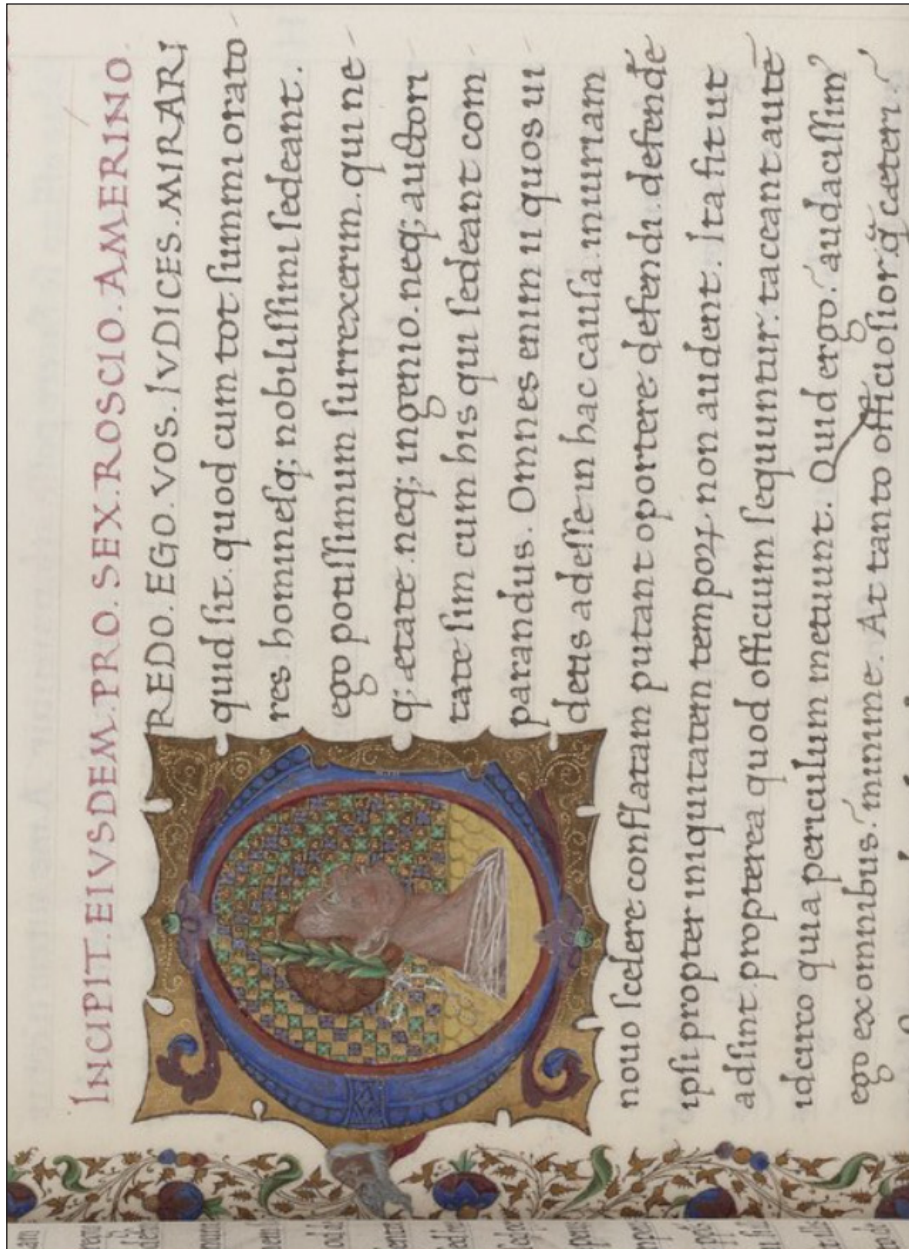 INCIPIT. EIVSDEM. PRO. SEX. ROSCIO. AMERINO.
CREDO. EGO. VOS. IVDICES. MIRARI
quid sit. quod cum tot summi orato
res hominesq; nobilissimi sedeant.
ego potissimum surrexerim. qui ne
q; etate. neq; ingenio. neq; auctori
tate sim cum his qui sedeant com
parandus. Omnes enim ii quos ui
detis adesse in hac causa. iniuriam
nouo scelere conflatam putant oportere defendi. defende
ipsi propter iniquitatem tempoꝝ. non audent. Ita fit ut
adsint propterea quod officium sequuntur. taceant autē
idcirco quia periculum metuunt. Quid ergo? audacissim᾽
ego ex omnibus? minime. At tanto officiosior q̃ ceteri?